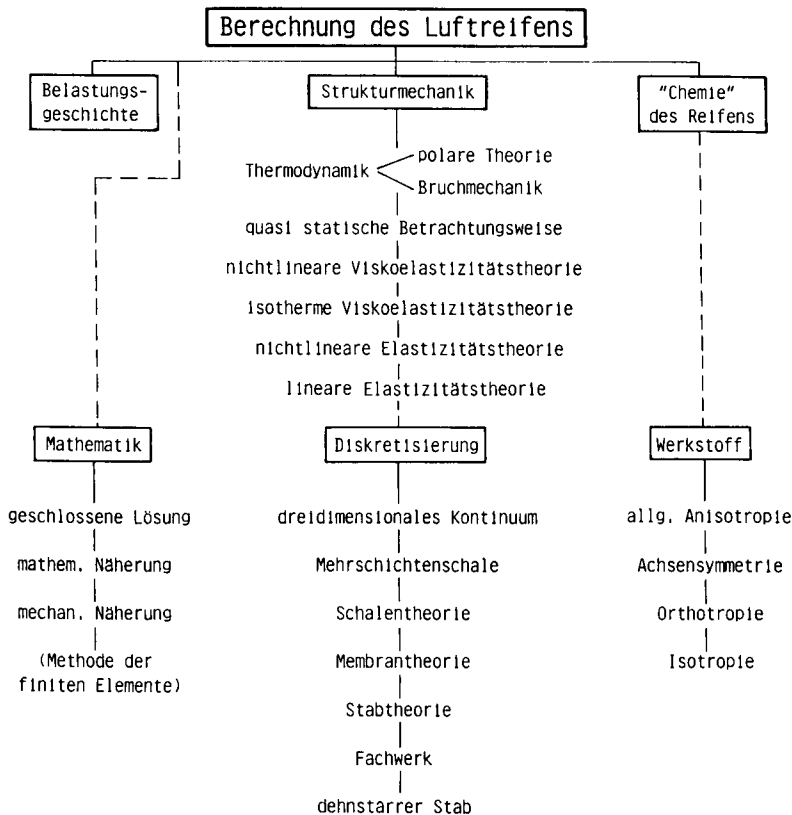 Berechnung des Luftreifens
Belastungs-
geschichte
Strukturmechanik
"Chemie"
des Reifens
Thermodynamik
polare Theorie
Bruchmechanik
quasi statische Betrachtungsweise
nichtlineare Viskoelastizitätstheorie
isotherme Viskoelastizitätstheorie
nichtlineare Elastizitätstheorie
lineare Elastizitätstheorie
Mathematik
geschlossene Lösung
mathem. Näherung
mechan. Näherung
(Methode der
finiten Elemente)
Diskretisierung
dreidimensionales Kontinuum
Mehrschichtenschale
Schalentheorie
Membrantheorie
Stabtheorie
Fachwerk
dehnstarrer Stab
Werkstoff
allg. Anisotropie
Achsensymmetrie
Orthotropie
Isotropie